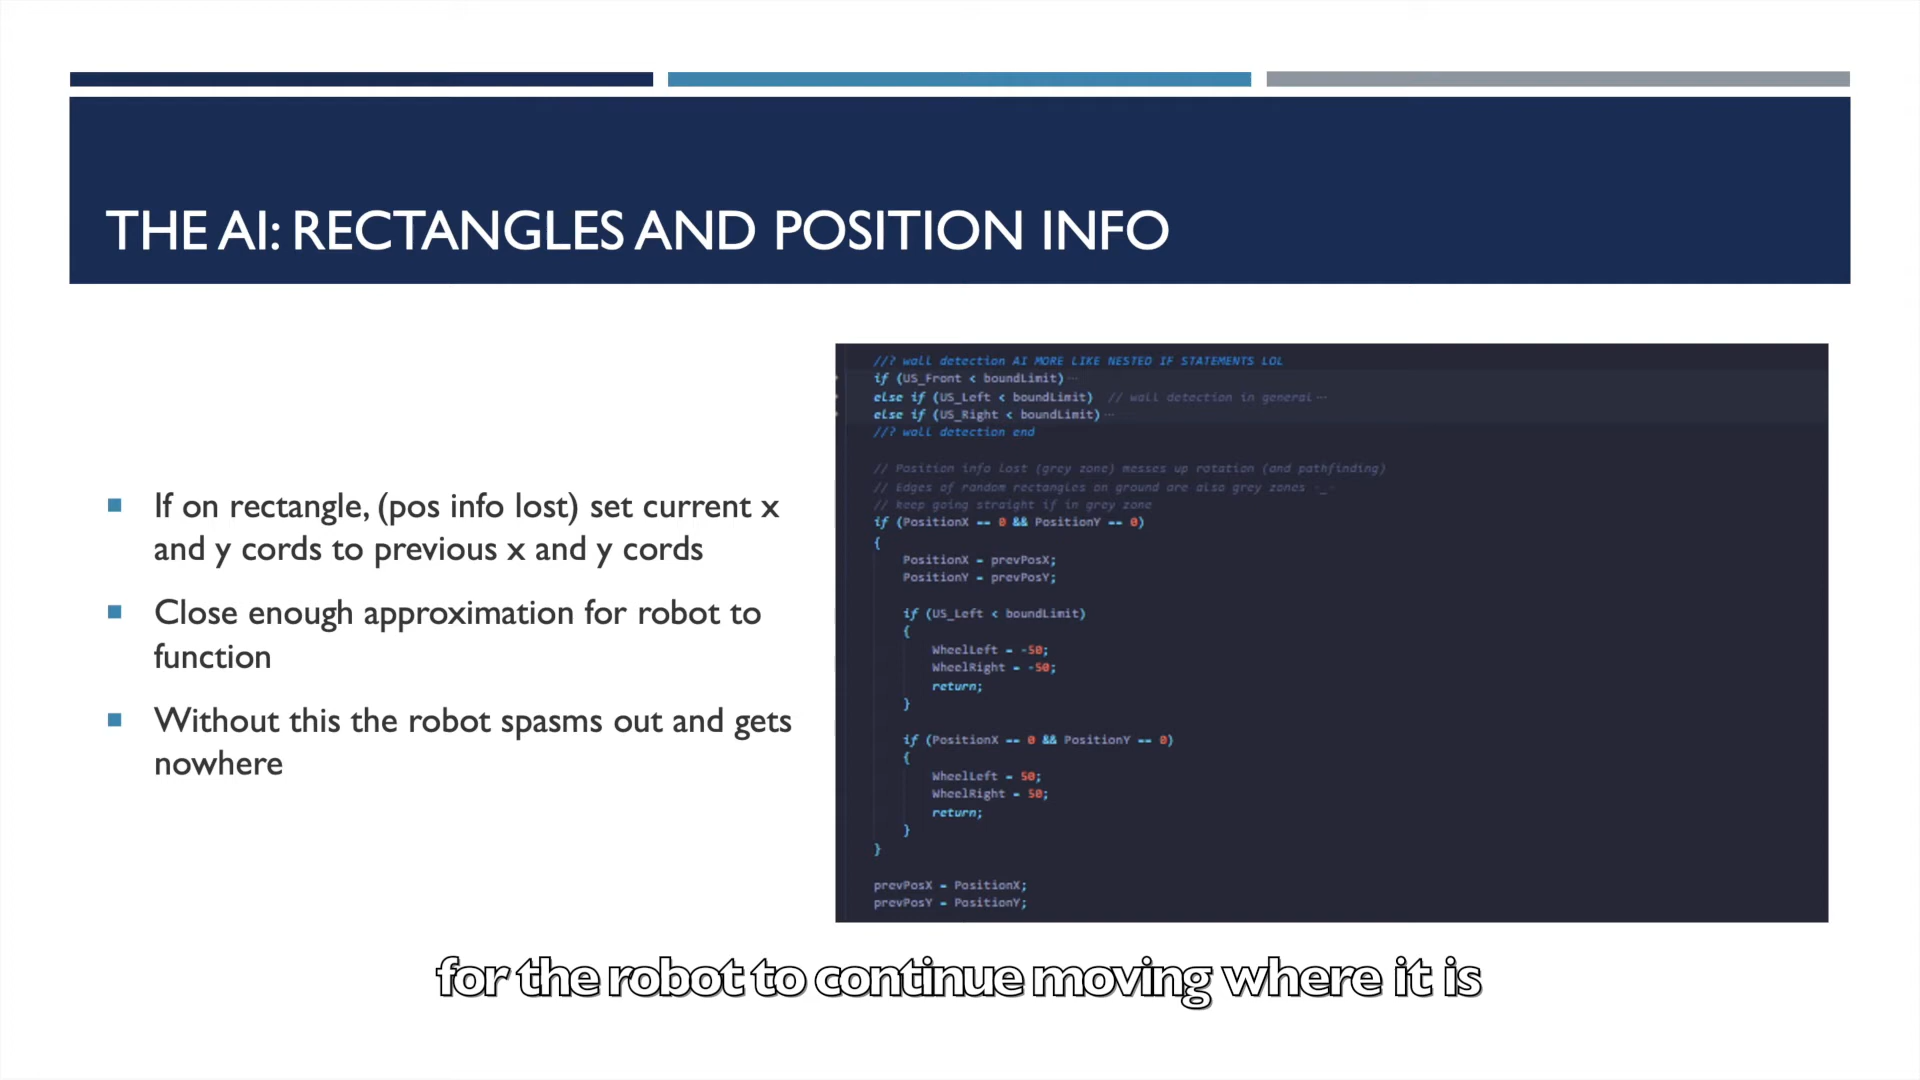 THE AI: RECTANGLES AND POSITION INFO
If on rectangle, (pos info lost) set current x
and y cords to previous x and y cords
Close enough approximation for robot to
function
Without this the robot spasms out and gets
nowhere
//? wall detection AI MORE LIKE NESTED IF STATEMENTS LOL
if (US_Front < boundLimit)···
else if (US_Left < boundLimit)  // wall detection in general···
else if (US_Right < boundLimit)···
//? wall detection end
// Position info lost (grey zone) messes up rotation (and pathfinding)
// Edges of random rectangles on ground are also grey zones -_-
// keep going straight if in grey zone
if (PositionX == 0 && PositionY == 0)
{
PositionX = prevPosX;
PositionY = prevPosY;
if (US_Left < boundLimit)
{
WheelLeft = -50;
WheelRight = -50;
return;
}
if (PositionX == 0 && PositionY == 0)
{
WheelLeft = 50;
WheelRight = 50;
return;
}
}
prevPosX = PositionX;
prevPosY = PositionY;
for the robot to continue moving where it is